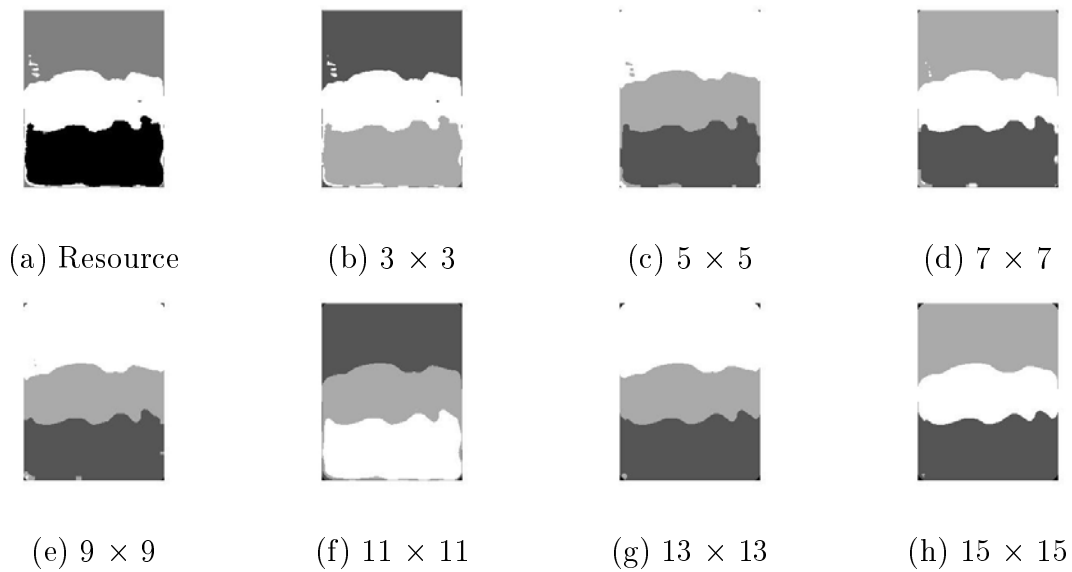 (a) Resource (b) 3 × 3 (c) 5 × 5 (d) 7 × 7
(e) 9 × 9 (f) 11 × 11 (g) 13 × 13 (h) 15 × 15